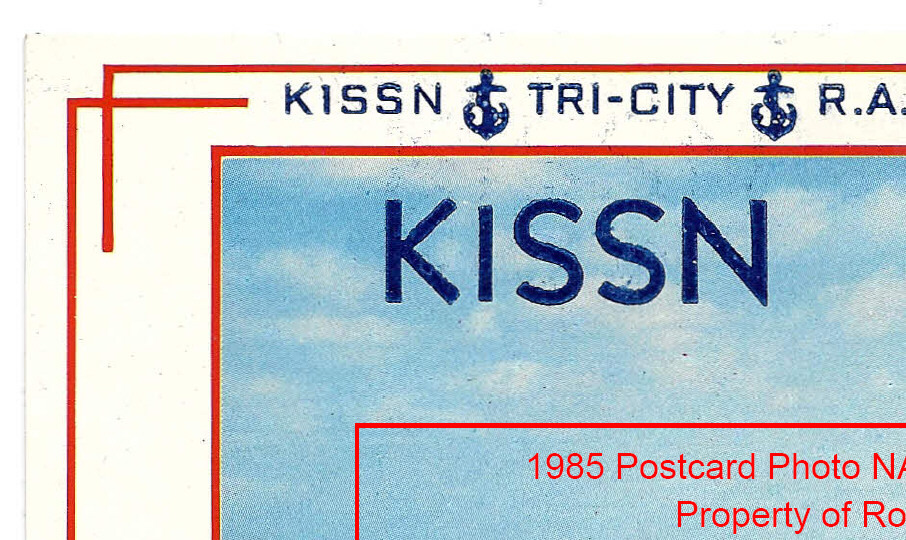 KISSN TRI-CITY R.A.
KISSN
1985 Postcard Photo
Property of